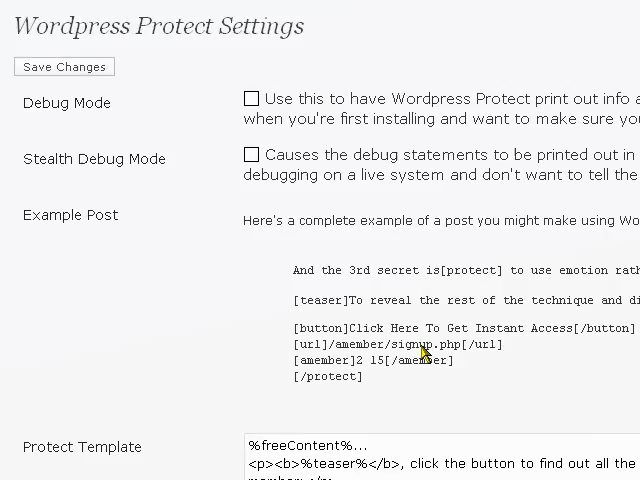 Wordpress Protect Settings
Save Changes
Debug Mode
Use this to have Wordpress Protect print out info
when you're first installing and want to make sure
Stealth Debug Mode
Causes the debug statements to be printed out in
debugging on a live system and don't want to tell the
Example Post
Here's a complete example of a post you might make using
And the 3rd secret is[protect] to use emotion
[teaser]To reveal the rest of the technique and
[button]Click Here To Get Instant Access[/button]
[url]/amember/signup.php[/url]
[amember]2 15[/amember]
[/protect]
Protect Template
%freeContent%...
<p><b>%teaser%</b>, click the button to find out all the